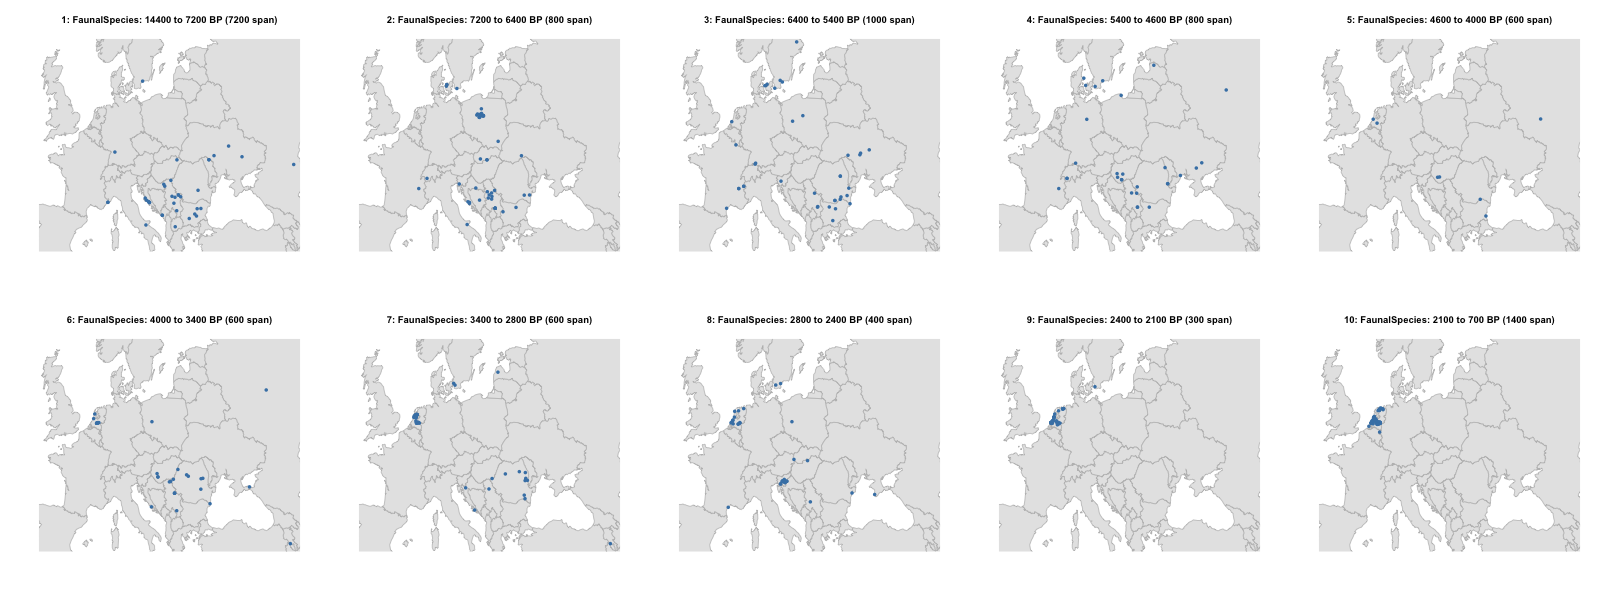 1: FaunalSpecies: 14400 to 7200 BP (7200 span)
2: FaunalSpecies: 7200 to 6400 BP (800 span)
3: FaunalSpecies: 6400 to 5400 BP (1000 span)
4: FaunalSpecies: 5400 to 4600 BP (800 span)
5: FaunalSpecies: 4600 to 4000 BP (600 span)
6: FaunalSpecies: 4000 to 3400 BP (600 span)
7: FaunalSpecies: 3400 to 2800 BP (600 span)
8: FaunalSpecies: 2800 to 2400 BP (400 span)
9: FaunalSpecies: 2400 to 2100 BP (300 span)
10: FaunalSpecies: 2100 to 700 BP (1400 span)